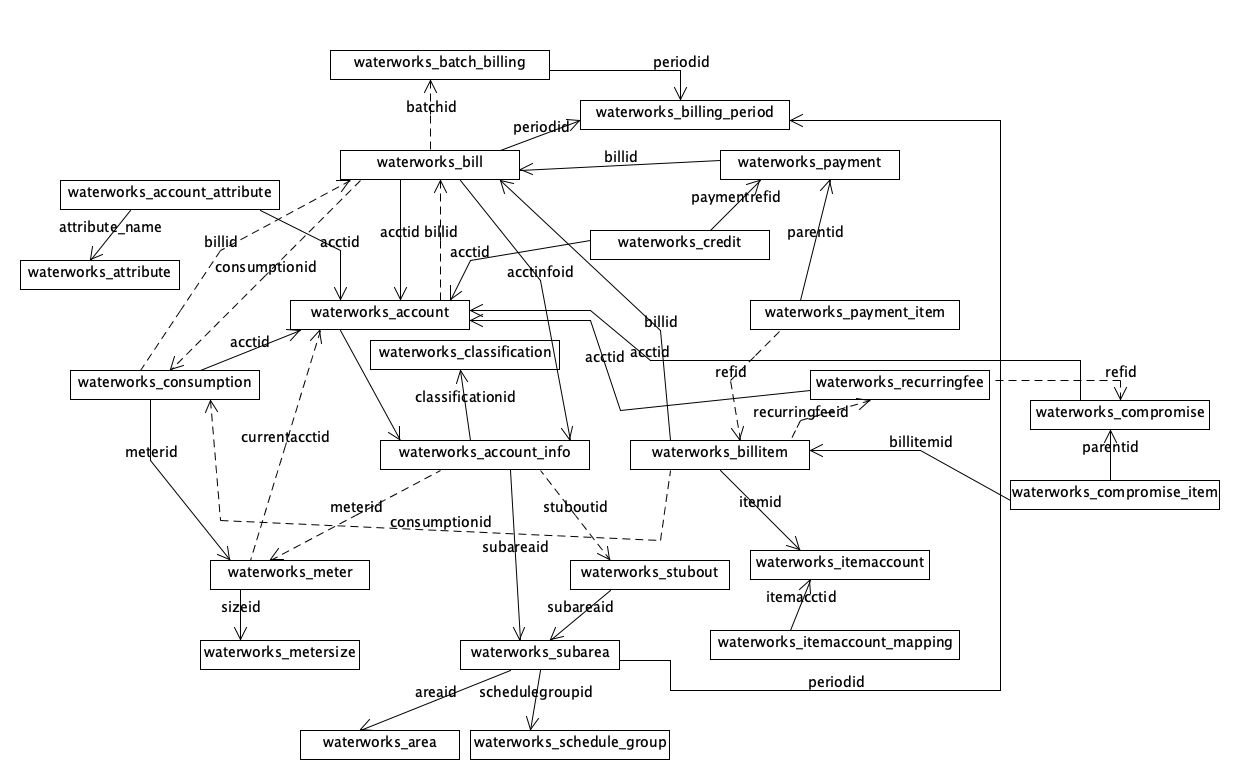 waterworks_batch_billing
periodid
batchid
waterworks_billing_period
periodid
waterworks_bill
billid
waterworks_payment
waterworks_account_attribute
paymentrefid
attribute_name
billid
acctid
acctid
billid
acctid
waterworks_credit
parentid
waterworks_attribute
consumptionid
acctinfoid
waterworks_account
billid
waterworks_payment_item
acctid
waterworks_classification
acctid
acctid
refid
refid
waterworks_consumption
classificationid
waterworks_recurringfee
recurringfeeid
waterworks_compromise
currentacctid
billitemid
parentid
meterid
waterworks_account_info
waterworks_billitem
waterworks_compromise_item
meterid
stuboutid
itemid
consumptionid
subareaid
waterworks_meter
waterworks_stubout
waterworks_itemaccount
sizeid
subareaid
itemacctid
waterworks_metersize
waterworks_subarea
waterworks_itemaccount_mapping
areaid
schedulegroupid
periodid
waterworks_area
waterworks_schedule_group